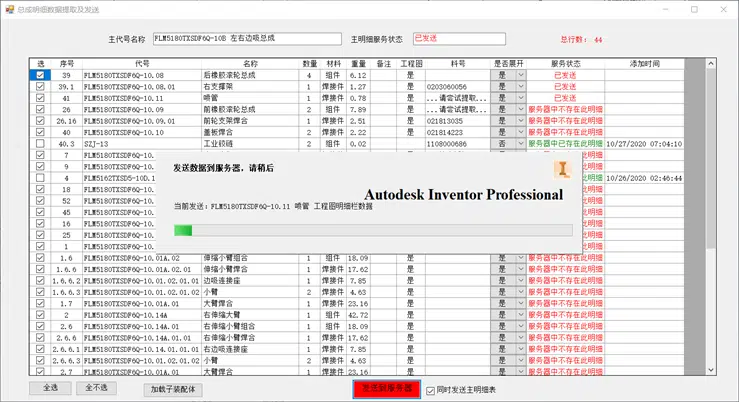 总成明细数据提取及发送
主代号名称 FLM5180TXSDF6Q-10B 左右边吸总成 主明细服务状态 已发送 总行数： 44
选 序号 代号 名称 数量 材料 重量 备注 工程图 料号 是否展开 服务状态 添加时间
39 FLM5180TXSDF6Q-10.08 后橡胶滚轮总成 4 组件 6.12 是 是 已发送
39.1 FLM5180TXSDF6Q-10.08.01 右支撑架 1 焊接件 1.27 是 0203060056 是 已发送
41 FLM5180TXSDF6Q-10.11 喷管 1 焊接件 0.78 是 ...请尝试提取... 是 已发送
26 FLM5180TXSDF6Q-10.09 前橡胶滚轮总成 2 组件 7.89 是 ...请尝试提取... 是 服务器中不存在此明细
26.16 FLM5180TXSDF6Q-10.09.01 前轮支架焊合 1 焊接件 2.51 是 021813035 是 服务器中不存在此明细
40 FLM5180TXSDF6Q-10.10 盖板焊合 2 焊接件 2.22 是 021814223 是 服务器中不存在此明细
40.3 SZJ-13 工业铰链 2 组件 0.02 1108000686 否 服务器中已存在此明细 10/27/2020 07:04:10
7 FLM5180TXSDF6Q-10. 是 服务器中不存在此明细
9 FLM5180TXSDF6Q-10. 是 服务器中不存在此明细
4 FLM5162TXSD5-10D.1 服务器中已存在此明细 10/26/2020 02:46:44
18 FLM5180TXSDF6Q-10. 服务器中不存在此明细
52 FLM5180TXSDF6Q-10. 服务器中不存在此明细
45 FLM5180TXSDF6Q-10. 服务器中不存在此明细
16 FLM5180TXSDF6Q-10. 服务器中不存在此明细
25 FLM5180TXSDF6Q-10. 服务器中不存在此明细
1 FLM5180TXSDF6Q-10. 服务器中不存在此明细
发送数据到服务器，请稍后
Autodesk Inventor Professional
当前发送：FLM5180TXSDF6Q-10.11 喷管 工程图明细栏数据
1.6 FLM5180TXSDF6Q-10.01A.02 伸缩小臂组合 1 组件 18.09 是 是 服务器中不存在此明细
1.6.6 FLM5180TXSDF6Q-10.01A.02.01 伸缩小臂焊合 1 焊接件 17.62 是 是 服务器中不存在此明细
1.6.6.2 FLM5180TXSDF6Q-10.01.02.01.01 边吸连接座 1 焊接件 7.85 是 是 服务器中不存在此明细
1.6.6.3 FLM5180TXSDF6Q-10.01.02.01.02 小臂 2 焊接件 4.63 是 是 服务器中不存在此明细
1.7 FLM5180TXSDF6Q-10.01A.01 大臂焊合 1 焊接件 23.16 是 是 服务器中不存在此明细
2 FLM5180TXSDF6Q-10.14A 右伸缩大臂 1 组件 42.72 是 是 服务器中不存在此明细
2.6 FLM5180TXSDF6Q-10.14A.01 右伸缩小臂组合 1 组件 18.09 是 是 服务器中不存在此明细
2.6.6 FLM5180TXSDF6Q-10.14A.01.01 右伸缩小臂焊合 1 焊接件 17.62 是 是 服务器中不存在此明细
2.6.6.1 FLM5180TXSDF6Q-10.14.01.01.01 右边吸连接座 1 焊接件 7.85 是 是 服务器中不存在此明细
2.6.6.3 FLM5180TXSDF6Q-10.01.02.01.02 小臂 2 焊接件 4.63 是 是 服务器中不存在此明细
2.7 FLM5180TXSDF6Q-10.01A.01 大臂焊合 1 焊接件 23.16 是 是 服务器中不存在此明细
全选 全不选 加载子装配体 发送到服务器 同时发送主明细表